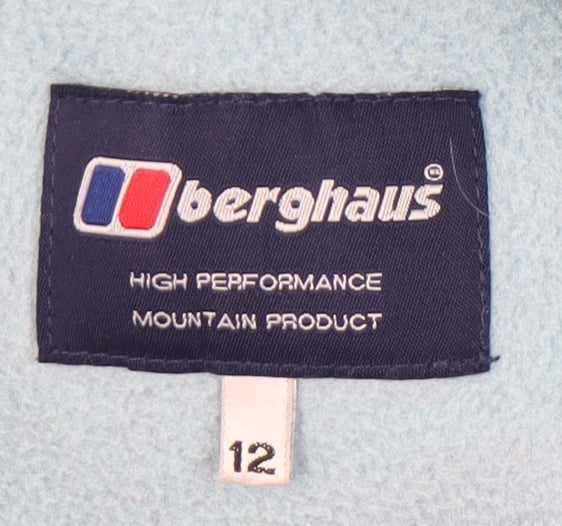 berghaus®
HIGH PERFORMANCE
MOUNTAIN PRODUCT
12